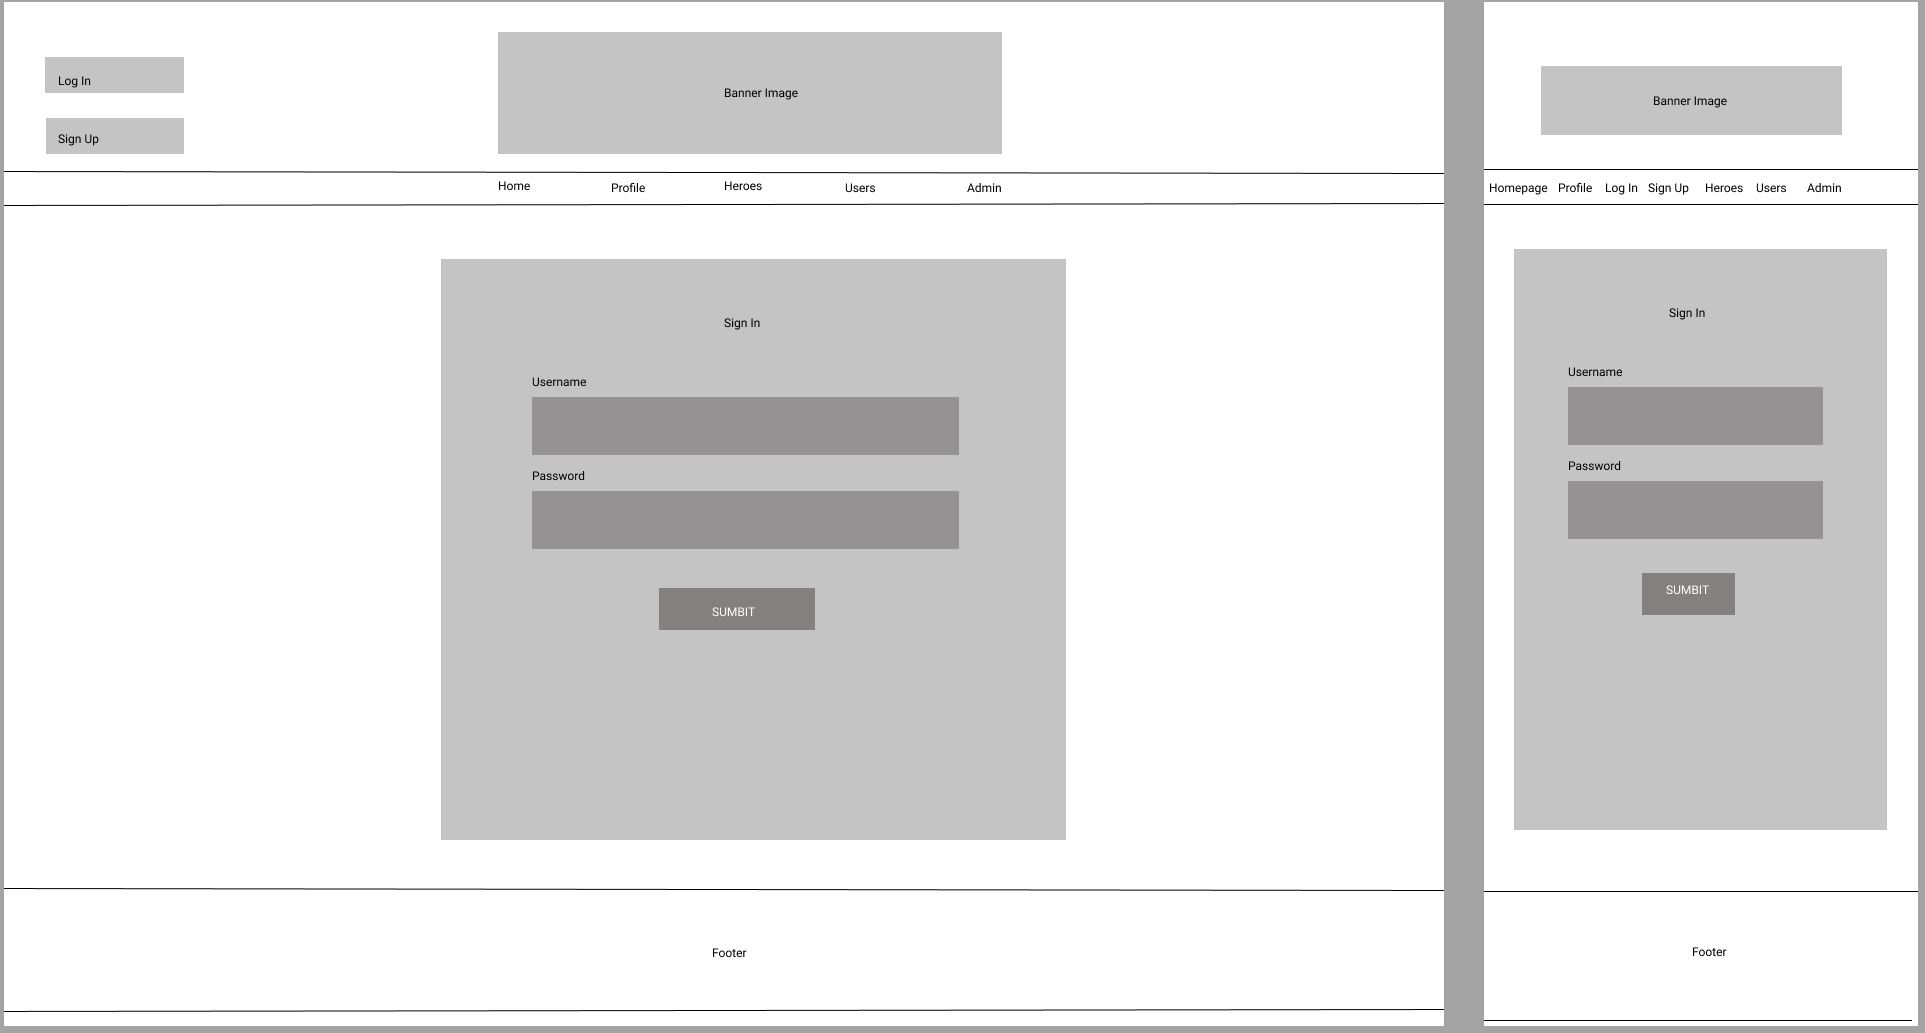 Log In
Sign Up
Banner Image
Home Profile Heroes Users Admin
Sign In
Username
Password
SUMBIT
Footer
Banner Image
Homepage Profile Log In Sign Up Heroes Users Admin
Sign In
Username
Password
SUMBIT
Footer